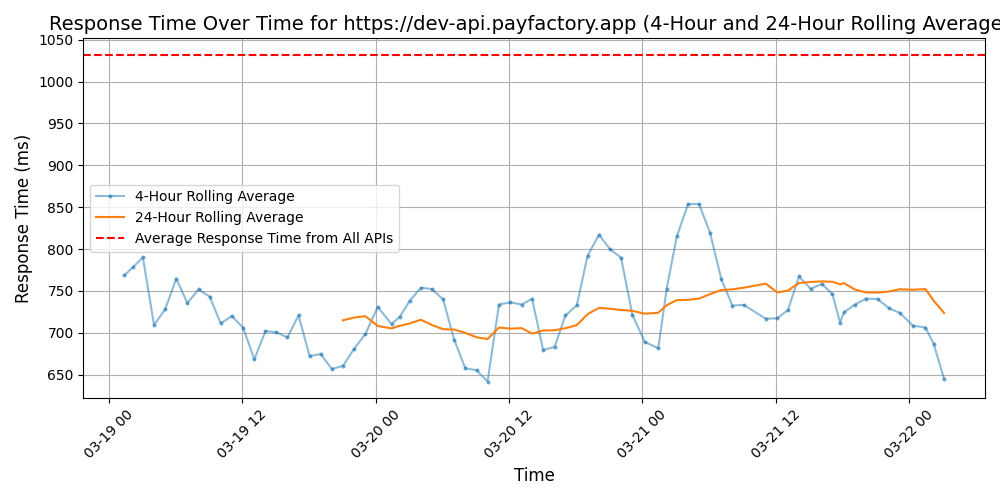 Response Time Over Time for https://dev-api.payfactory.app (4-Hour and 24-Hour Rolling Average
Response Time (ms)
1050
1000
950
900
850
800
750
700
650
4-Hour Rolling Average
24-Hour Rolling Average
Average Response Time from All APIs
03-19 00
03-19 12
03-20 00
03-20 12
03-21 00
03-21 12
03-22 00
Time